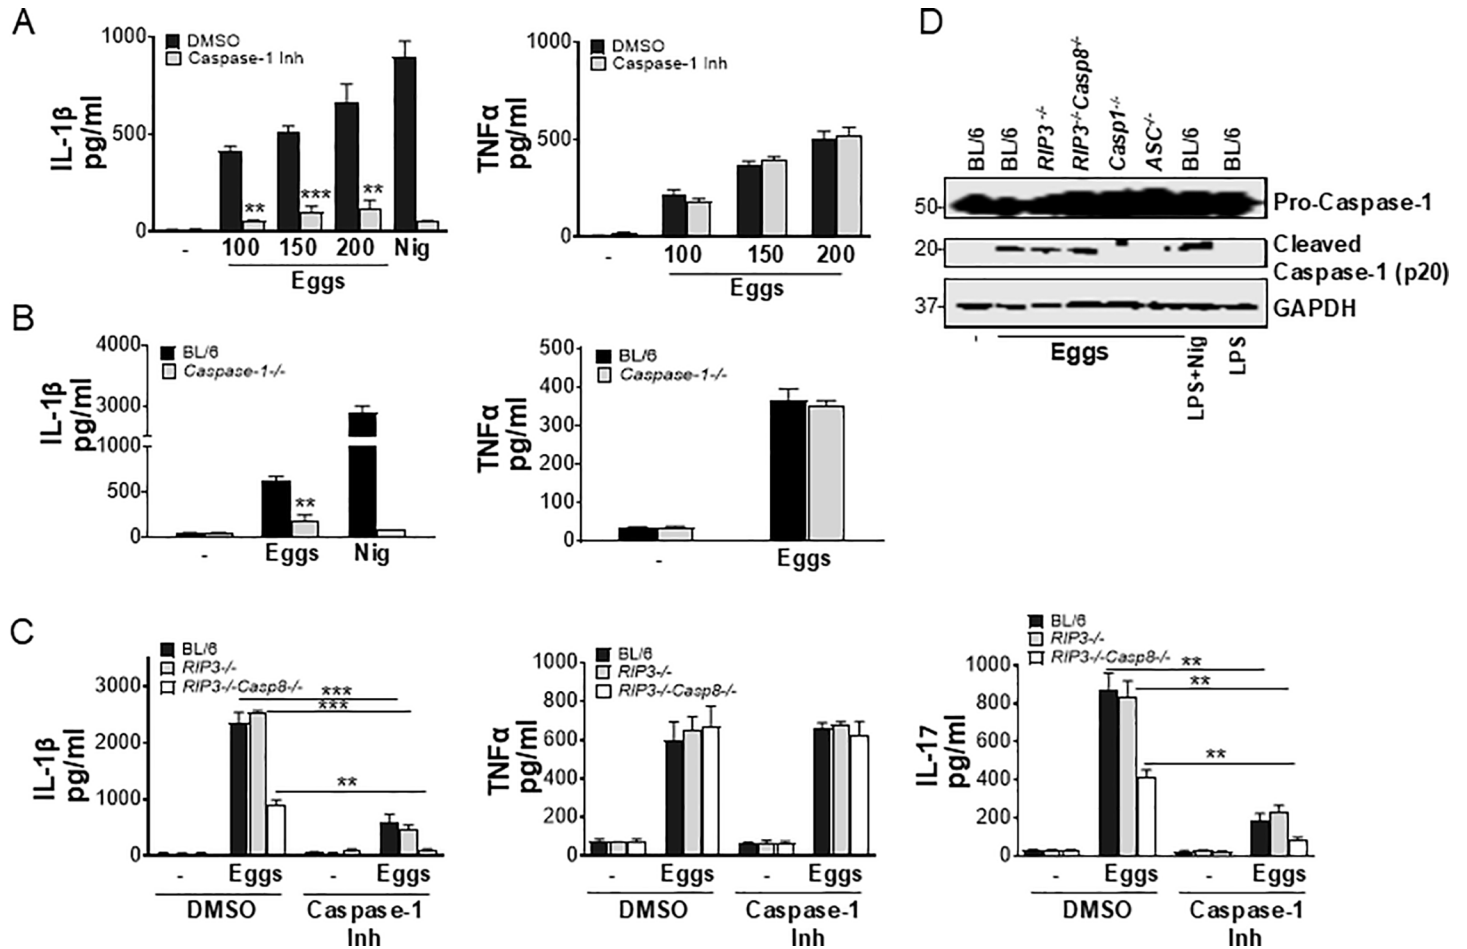 A
IL-1β
pg/ml
1000
500
0
DMSO
Caspase-1 Inh
**
***
**
-
100
150
200
Nig
Eggs
TNFα
pg/ml
1000
500
0
DMSO
Caspase-1 Inh
-
100
150
200
Eggs
D
BL/6
BL/6
RIP3 -/-
RIP3-/-Casp8-/-
Casp1-/-
ASC-/-
BL/6
BL/6
50-
Pro-Caspase-1
20-
Cleaved
Caspase-1 (p20)
37-
GAPDH
-
Eggs
LPS+Nig
LPS
B
IL-1β
pg/ml
4000
3000
1000
500
0
BL/6
Caspase-1-/-
**
-
Eggs
Nig
TNFα
pg/ml
500
400
300
200
100
0
BL/6
Caspase-1-/-
-
Eggs
C
IL-1β
pg/ml
3000
2000
1000
0
BL/6
RIP3-/-
RIP3-/-Casp8-/-
***
***
**
-
Eggs
-
Eggs
DMSO
Caspase-1
Inh
TNFα
pg/ml
1000
800
600
400
200
0
BL/6
RIP3-/-
RIP3-/-Casp8-/-
-
Eggs
-
Eggs
DMSO
Caspase-1
Inh
IL-17
pg/ml
1000
800
600
400
200
0
BL/6
RIP3-/-
RIP3-/-Casp8-/-
**
**
**
-
Eggs
-
Eggs
DMSO
Caspase-1
Inh